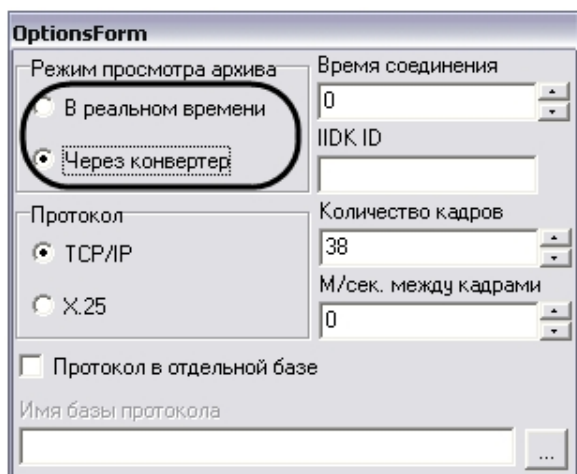 OptionsForm
Режим просмотра архива
В реальном времени
Через конвертер
Время соединения
0
IIDK ID
Протокол
TCP/IP
X.25
Количество кадров
38
М/сек. между кадрами
0
Протокол в отдельной базе
Имя базы протокола
...